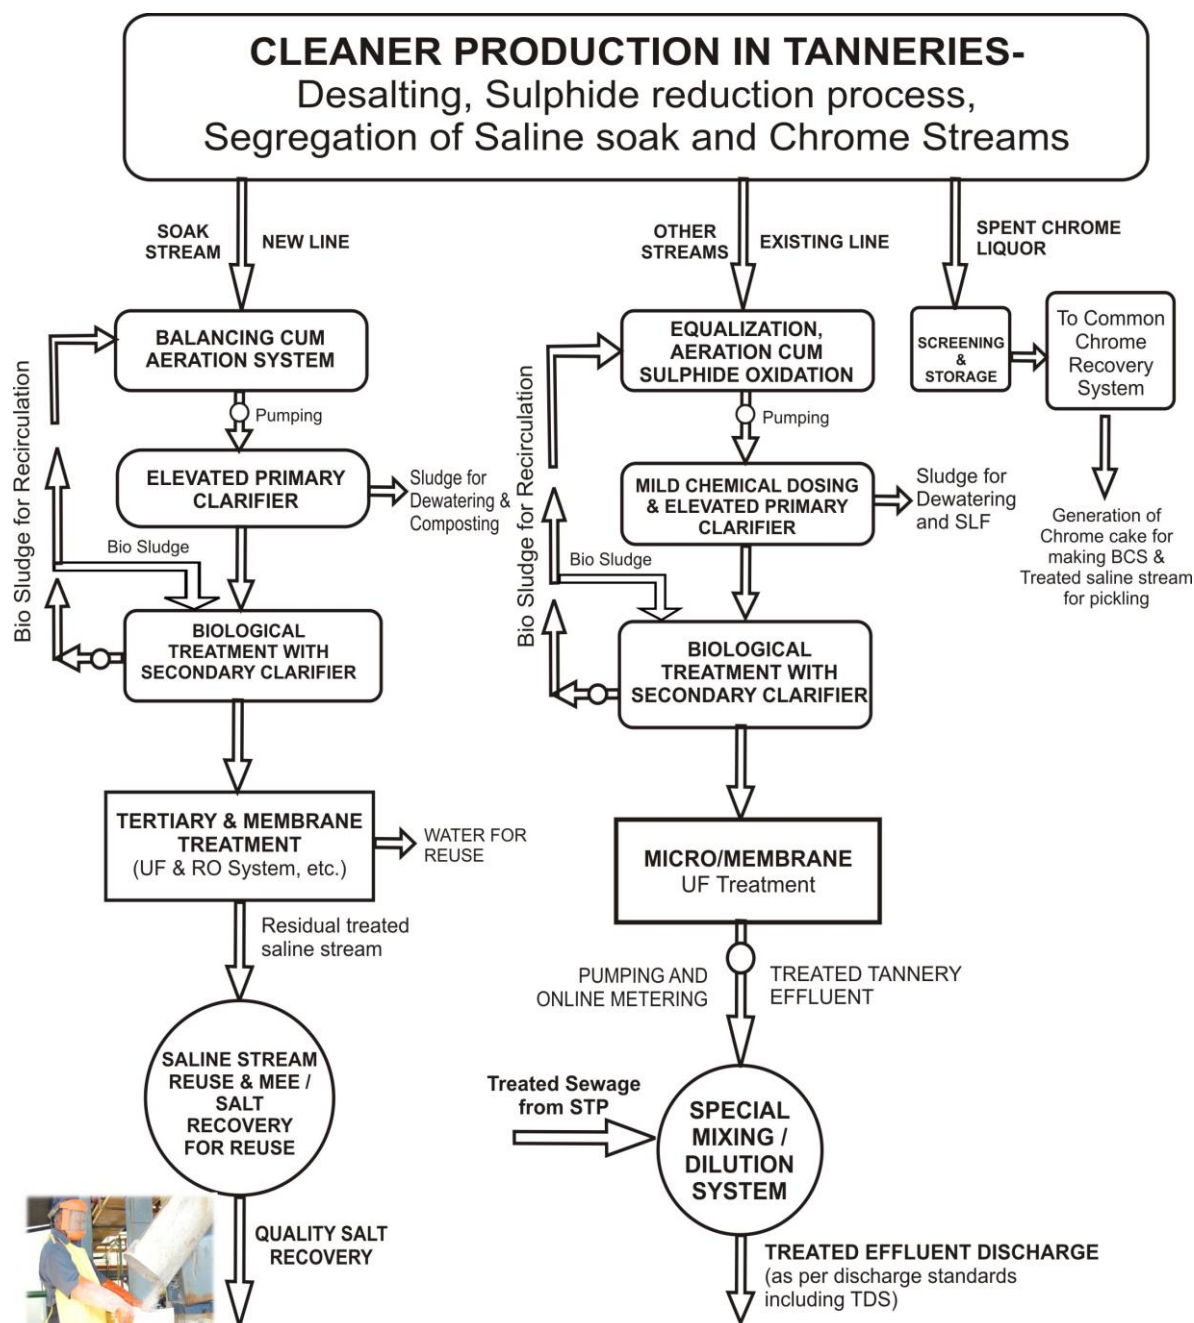 CLEANER PRODUCTION IN TANNERIES-
Desalting, Sulphide reduction process,
Segregation of Saline soak and Chrome Streams
SOAK
STREAM
NEW LINE
BALANCING CUM
AERATION SYSTEM
Pumping
ELEVATED PRIMARY
CLARIFIER
Sludge for
Dewatering &
Composting
Bio Sludge for Recirculation
Bio Sludge
BIOLOGICAL
TREATMENT WITH
SECONDARY CLARIFIER
TERTIARY & MEMBRANE
TREATMENT
(UF & RO System, etc.)
WATER FOR
REUSE
Residual treated
saline stream
SALINE STREAM
REUSE & MEE /
SALT
RECOVERY
FOR REUSE
QUALITY SALT
RECOVERY
OTHER
STREAMS
EXISTING LINE
EQUALIZATION,
AERATION CUM
SULPHIDE OXIDATION
Pumping
MILD CHEMICAL DOSING
& ELEVATED PRIMARY
CLARIFIER
Sludge for
Dewatering
and SLF
Bio Sludge for Recirculation
Bio Sludge
BIOLOGICAL
TREATMENT WITH
SECONDARY CLARIFIER
MICRO/MEMBRANE
UF Treatment
PUMPING AND
ONLINE METERING
TREATED TANNERY
EFFLUENT
Treated Sewage
from STP
SPECIAL
MIXING /
DILUTION
SYSTEM
TREATED EFFLUENT DISCHARGE
(as per discharge standards
including TDS)
SPENT CHROME
LIQUOR
SCREENING
&
STORAGE
To Common
Chrome
Recovery
System
Generation of
Chrome cake for
making BCS &
Treated saline stream
for pickling